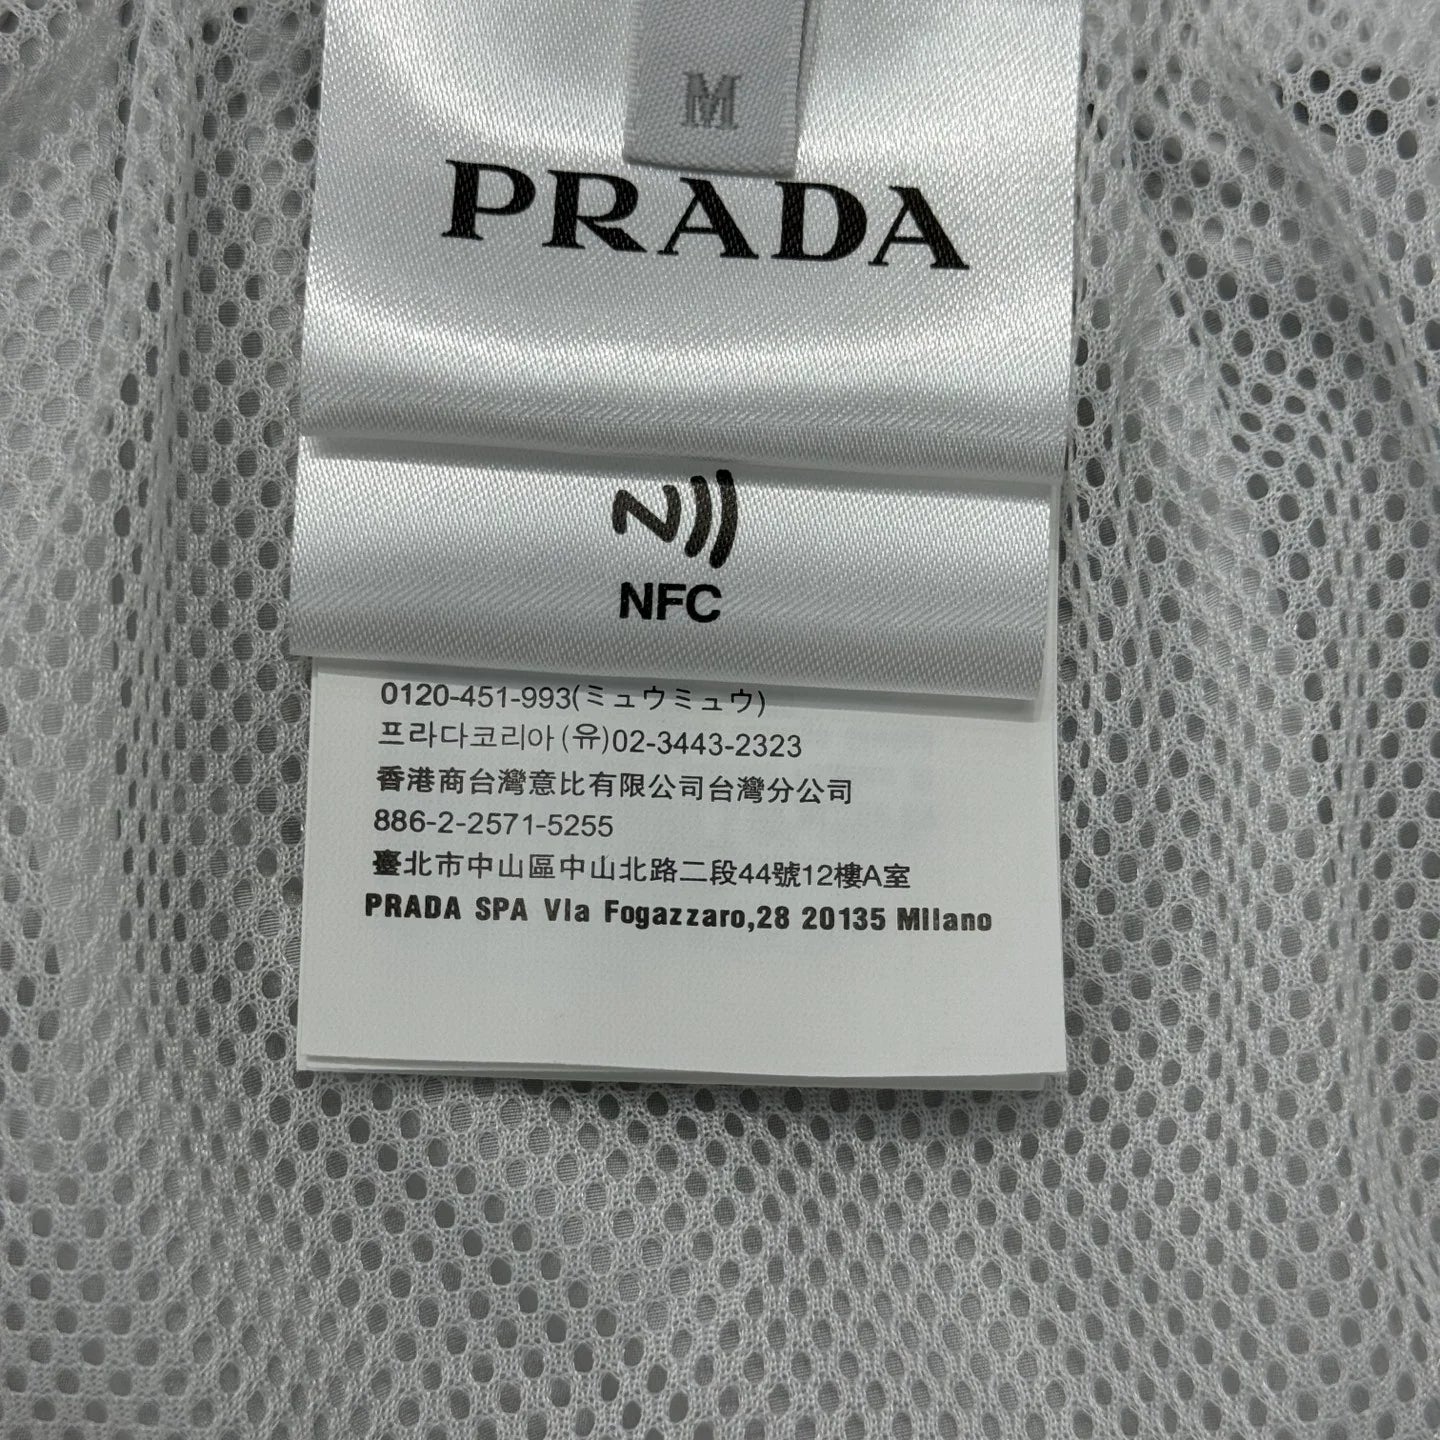 M
PRADA
NFC
0120-451-993(ミュウミュウ)
프라다코리아(유)02-3443-2323
香港商台灣意比有限公司台灣分公司
886-2-2571-5255
臺北市中山區中山北路二段44號12樓A室
PRADA SPA VIa Fogazzaro,28 20135 MIlano